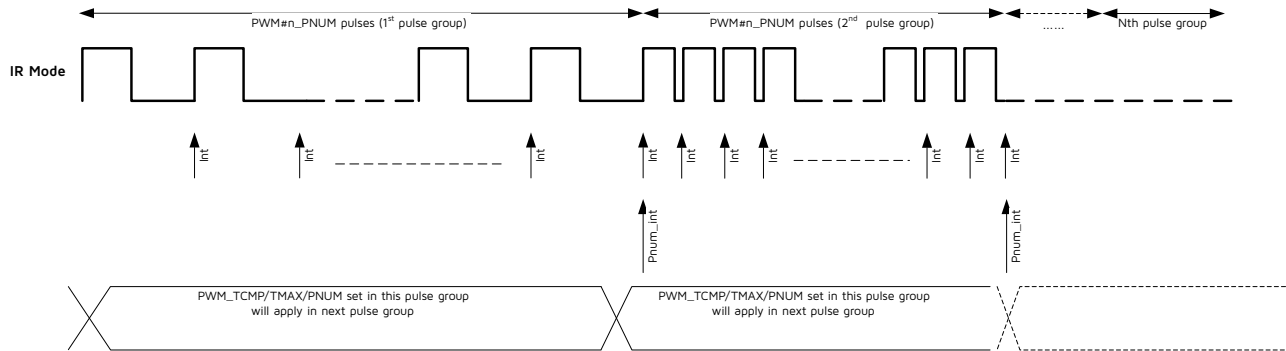 PWM#n_PNUM pulses (1st pulse group)
PWM#n_PNUM pulses (2nd pulse group)
......
Nth pulse group
IR Mode
Int
Int
Int
Int
Int
Int
Int
Int
Int
Int
Pnum_int
Pnum_int
PWM_TCMP/TMAX/PNUM set in this pulse group
will apply in next pulse group
PWM_TCMP/TMAX/PNUM set in this pulse group
will apply in next pulse group